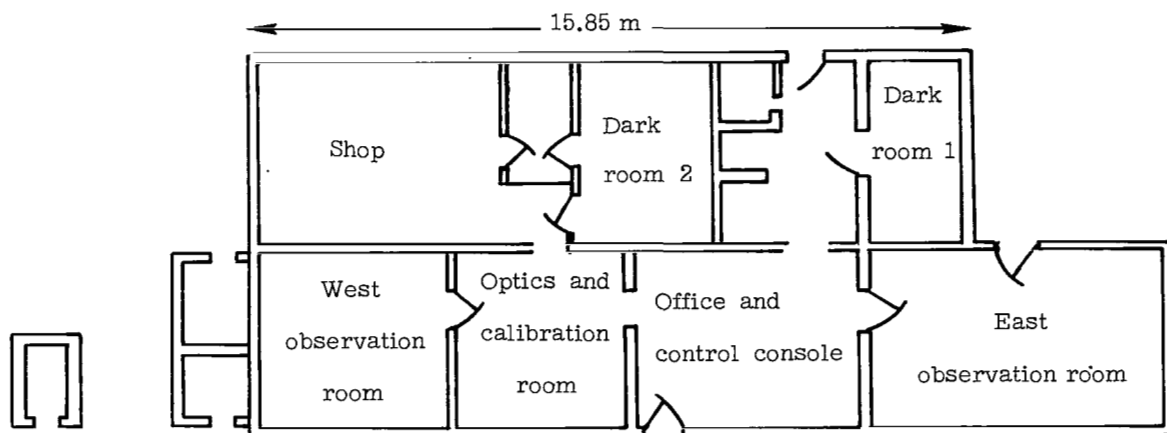 15.85 m
Shop
Dark
room 2
Dark
room 1
West
observation
room
Optics and
calibration
room
Office and
control console
East
observation room